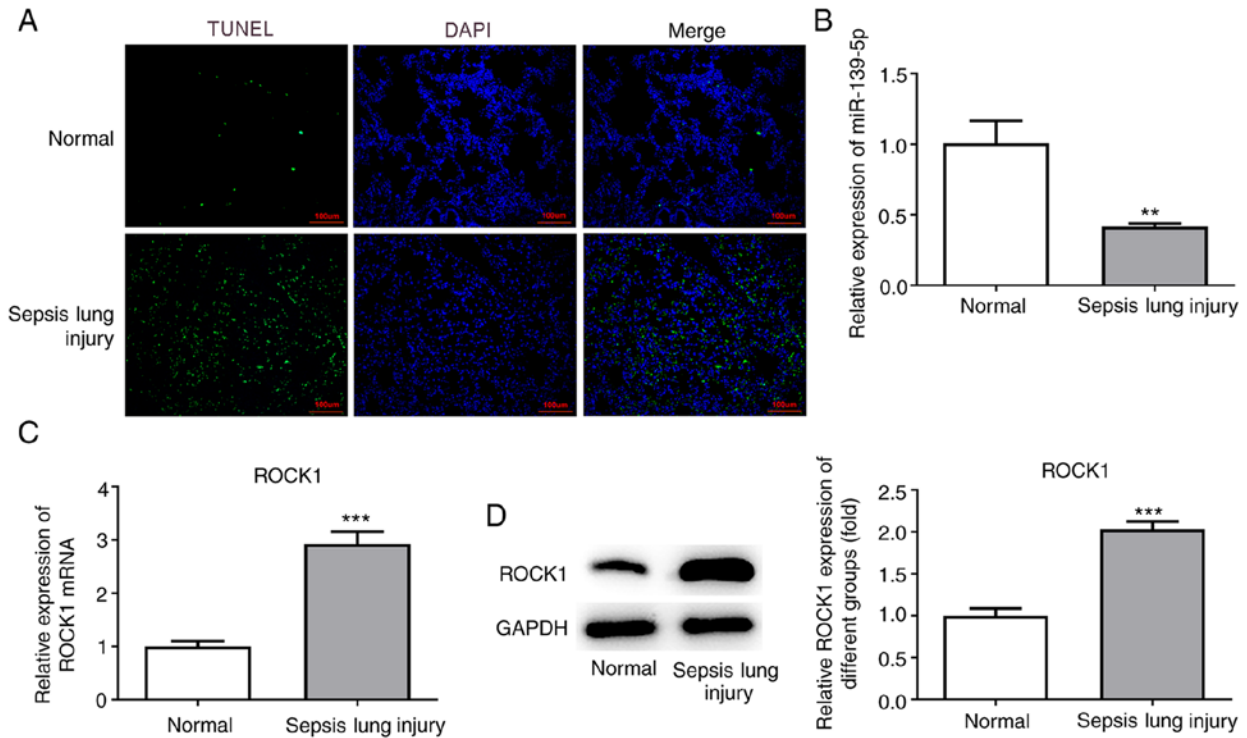 A
TUNEL
DAPI
Merge
Normal
100um
100um
100um
Sepsis lung
injury
100um
100um
100um
B
Relative expression of miR-139-5p
1.5
1.0
0.5
0.0
**
Normal
Sepsis lung injury
C
ROCK1
Relative expression of
ROCK1 mRNA
4
3
2
1
0
***
Normal
Sepsis lung injury
D
ROCK1
GAPDH
Normal
Sepsis lung
injury
ROCK1
Relative ROCK1 expression of
different groups (fold)
2.5
2.0
1.5
1.0
0.5
0.0
***
Normal
Sepsis lung injury